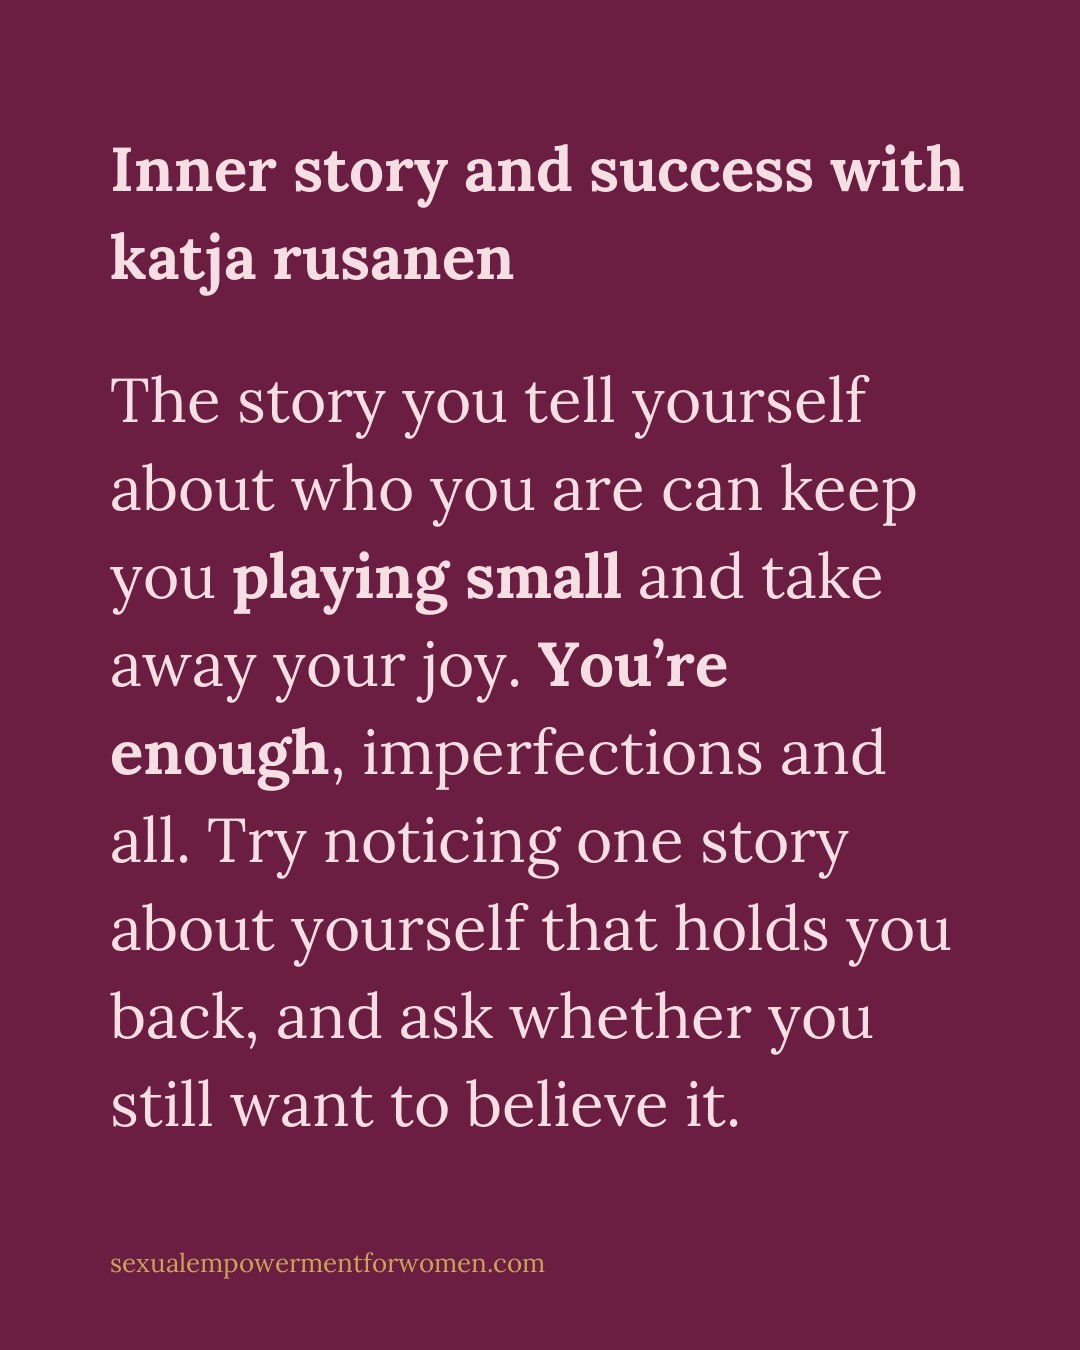 Inner story and success with
katja rusanen
The story you tell yourself
about who you are can keep
you playing small and take
away your joy. You’re
enough, imperfections and
all. Try noticing one story
about yourself that holds you
back, and ask whether you
still want to believe it.
sexualempowermentforwomen.com